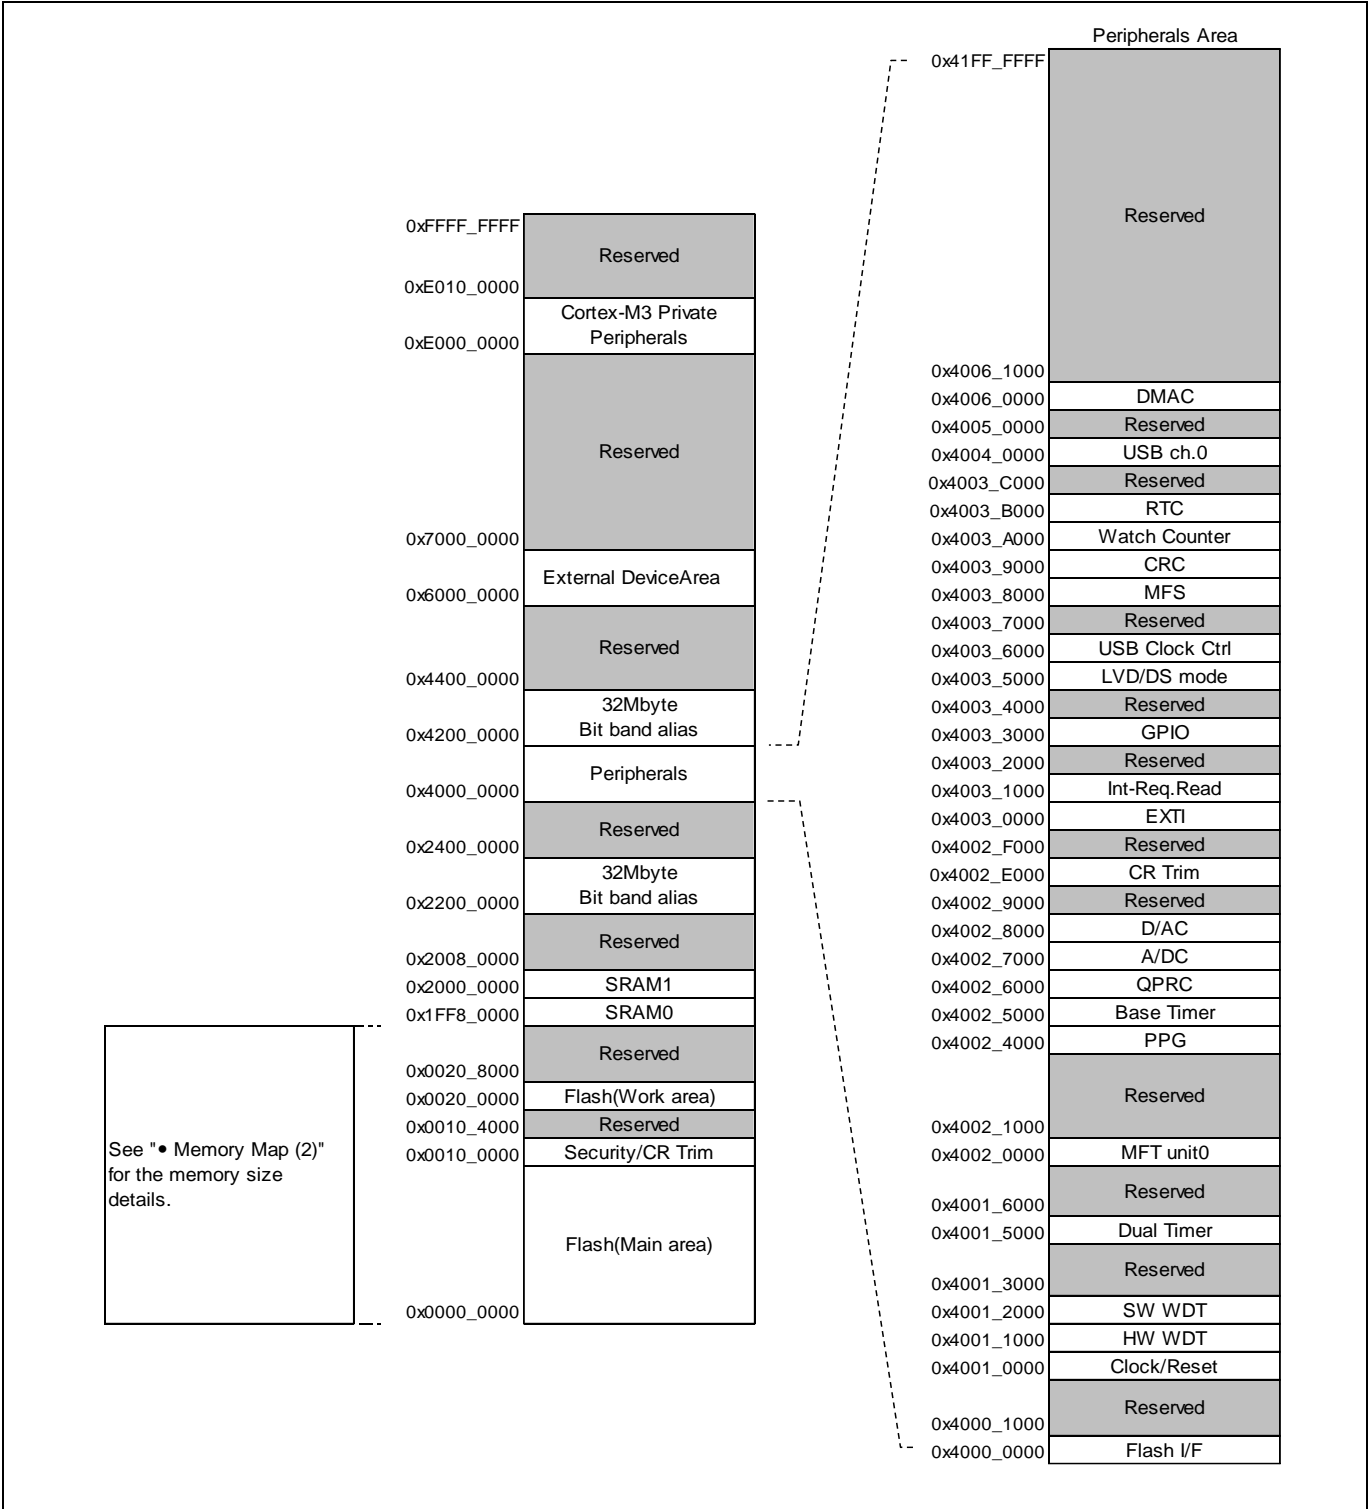 Peripherals Area
0x41FF_FFFF
Reserved
0x4006_1000
0x4006_0000 DMAC
0x4005_0000 Reserved
0x4004_0000 USB ch.0
0x4003_C000 Reserved
0x4003_B000 RTC
0x4003_A000 Watch Counter
0x4003_9000 CRC
0x4003_8000 MFS
0x4003_7000 Reserved
0x4003_6000 USB Clock Ctrl
0x4003_5000 LVD/DS mode
0x4003_4000 Reserved
0x4003_3000 GPIO
0x4003_2000 Reserved
0x4003_1000 Int-Req.Read
0x4003_0000 EXTI
0x4002_F000 Reserved
0x4002_E000 CR Trim
0x4002_9000 Reserved
0x4002_8000 D/AC
0x4002_7000 A/DC
0x4002_6000 QPRC
0x4002_5000 Base Timer
0x4002_4000 PPG
Reserved
0x4002_1000
0x4002_0000 MFT unit0
Reserved
0x4001_6000
0x4001_5000 Dual Timer
Reserved
0x4001_3000
0x4001_2000 SW WDT
0x4001_1000 HW WDT
0x4001_0000 Clock/Reset
Reserved
0x4000_1000
0x4000_0000 Flash I/F
0xFFFF_FFFF
Reserved
0xE010_0000
Cortex-M3 Private
Peripherals
0xE000_0000
Reserved
0x7000_0000
External DeviceArea
0x6000_0000
Reserved
0x4400_0000
32Mbyte
Bit band alias
0x4200_0000
Peripherals
0x4000_0000
Reserved
0x2400_0000
32Mbyte
Bit band alias
0x2200_0000
Reserved
0x2008_0000
0x2000_0000 SRAM1
0x1FF8_0000 SRAM0
Reserved
0x0020_8000
0x0020_0000 Flash(Work area)
0x0010_4000 Reserved
0x0010_0000 Security/CR Trim
Flash(Main area)
0x0000_0000
See "• Memory Map (2)"
for the memory size
details.